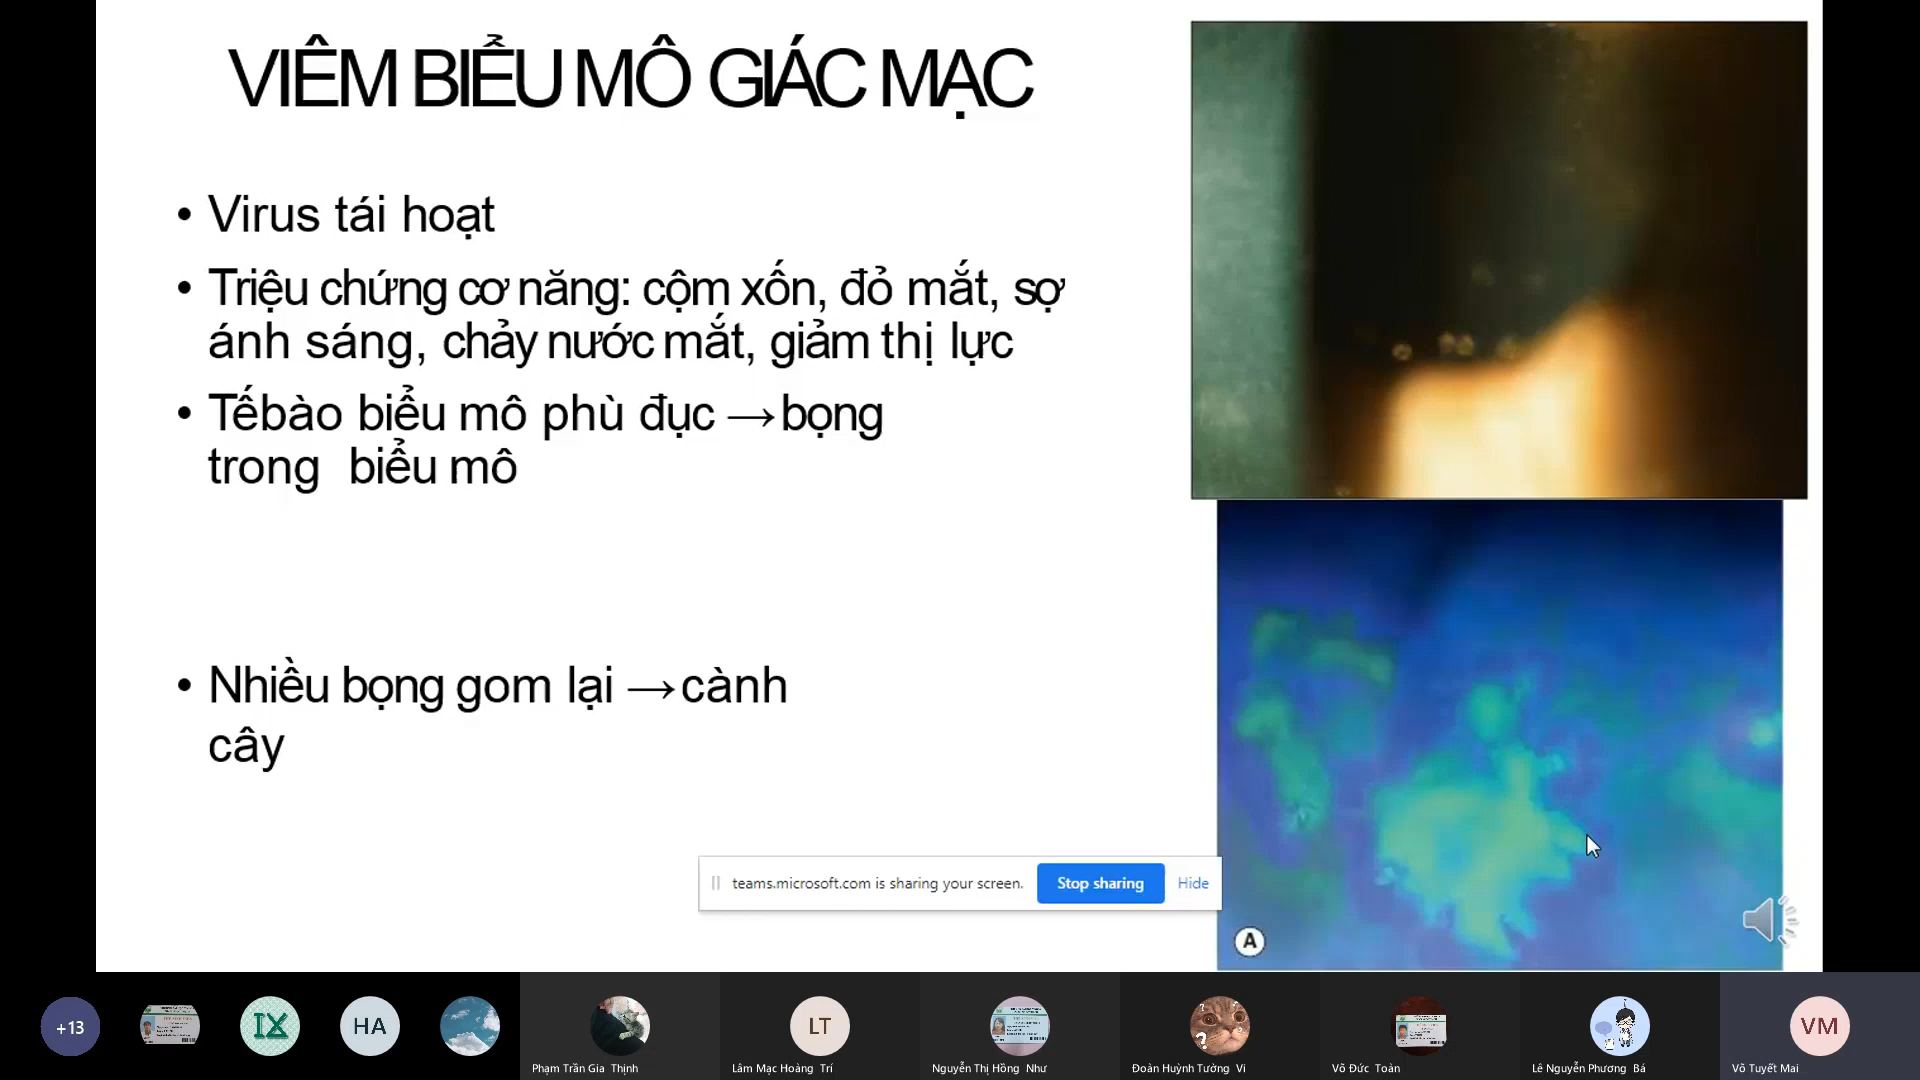 VIÊM BIỂU MÔ GIÁC MẠC
• Virus tái hoạt
• Triệu chứng cơ năng: cộm xốn, đỏ mắt, sợ
ánh sáng, chảy nước mắt, giảm thị lực
• Tếbào biểu mô phù đục →bọng
trong biểu mô
• Nhiều bọng gom lại →cành
cây
teams.microsoft.com is sharing your screen.
Stop sharing
Hide
A
+13
IX
HA
LT
VM
Phạm Trần Gia Thịnh
Lâm Mạc Hoàng Trí
Nguyễn Thị Hồng Như
Đoàn Huỳnh Tường Vi
Võ Đức Toàn
Lê Nguyễn Phương Bá
Võ Tuyết Mai